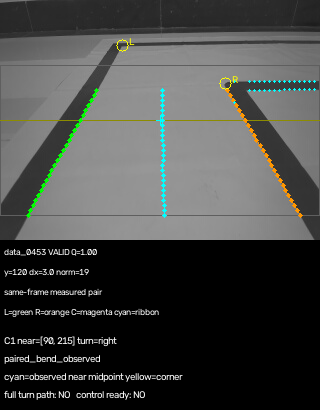 L
R
data_0453 VALID Q=1.00
y=120 dx=3.0 norm=19
same-frame measured pair
L=green R=orange C=magenta cyan=ribbon
C1 near=[90, 215] turn=right
paired_bend_observed
cyan=observed near midpoint yellow=corner
full turn path: NO control ready: NO